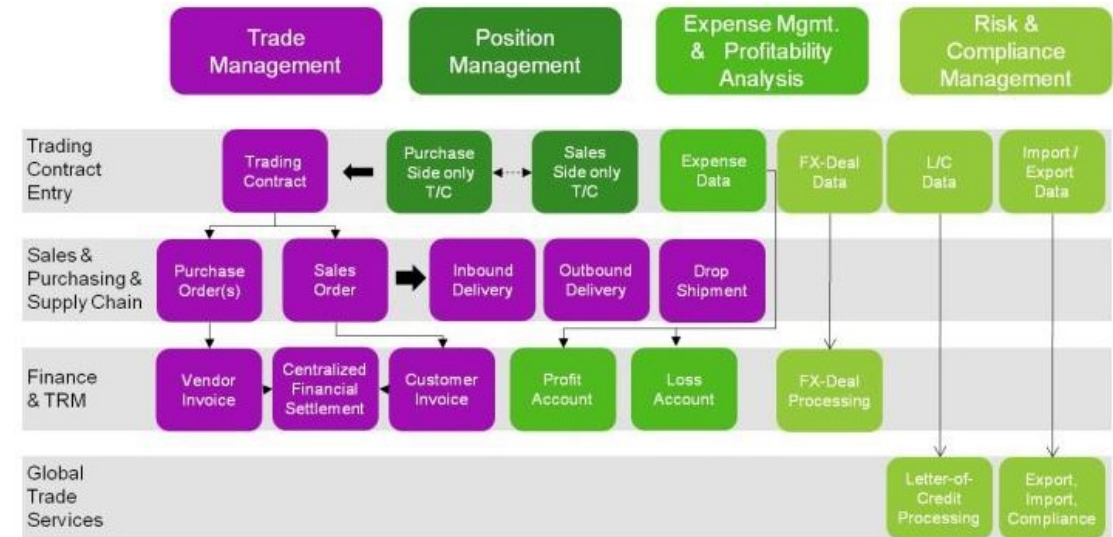 Trade
Management
Position
Management
Expense Mgmt.
& Profitability
Analysis
Risk &
Compliance
Management
Trading
Contract
Entry
Trading
Contract
Purchase
Side only
T/C
Sales
Side only
T/C
Expense
Data
FX-Deal
Data
L/C
Data
Import /
Export
Data
Sales &
Purchasing &
Supply Chain
Purchase
Order(s)
Sales
Order
Inbound
Delivery
Outbound
Delivery
Drop
Shipment
Finance
& TRM
Vendor
Invoice
Centralized
Financial
Settlement
Customer
Invoice
Profit
Account
Loss
Account
FX-Deal
Processing
Global
Trade
Services
Letter-of-
Credit
Processing
Export,
Import,
Compliance